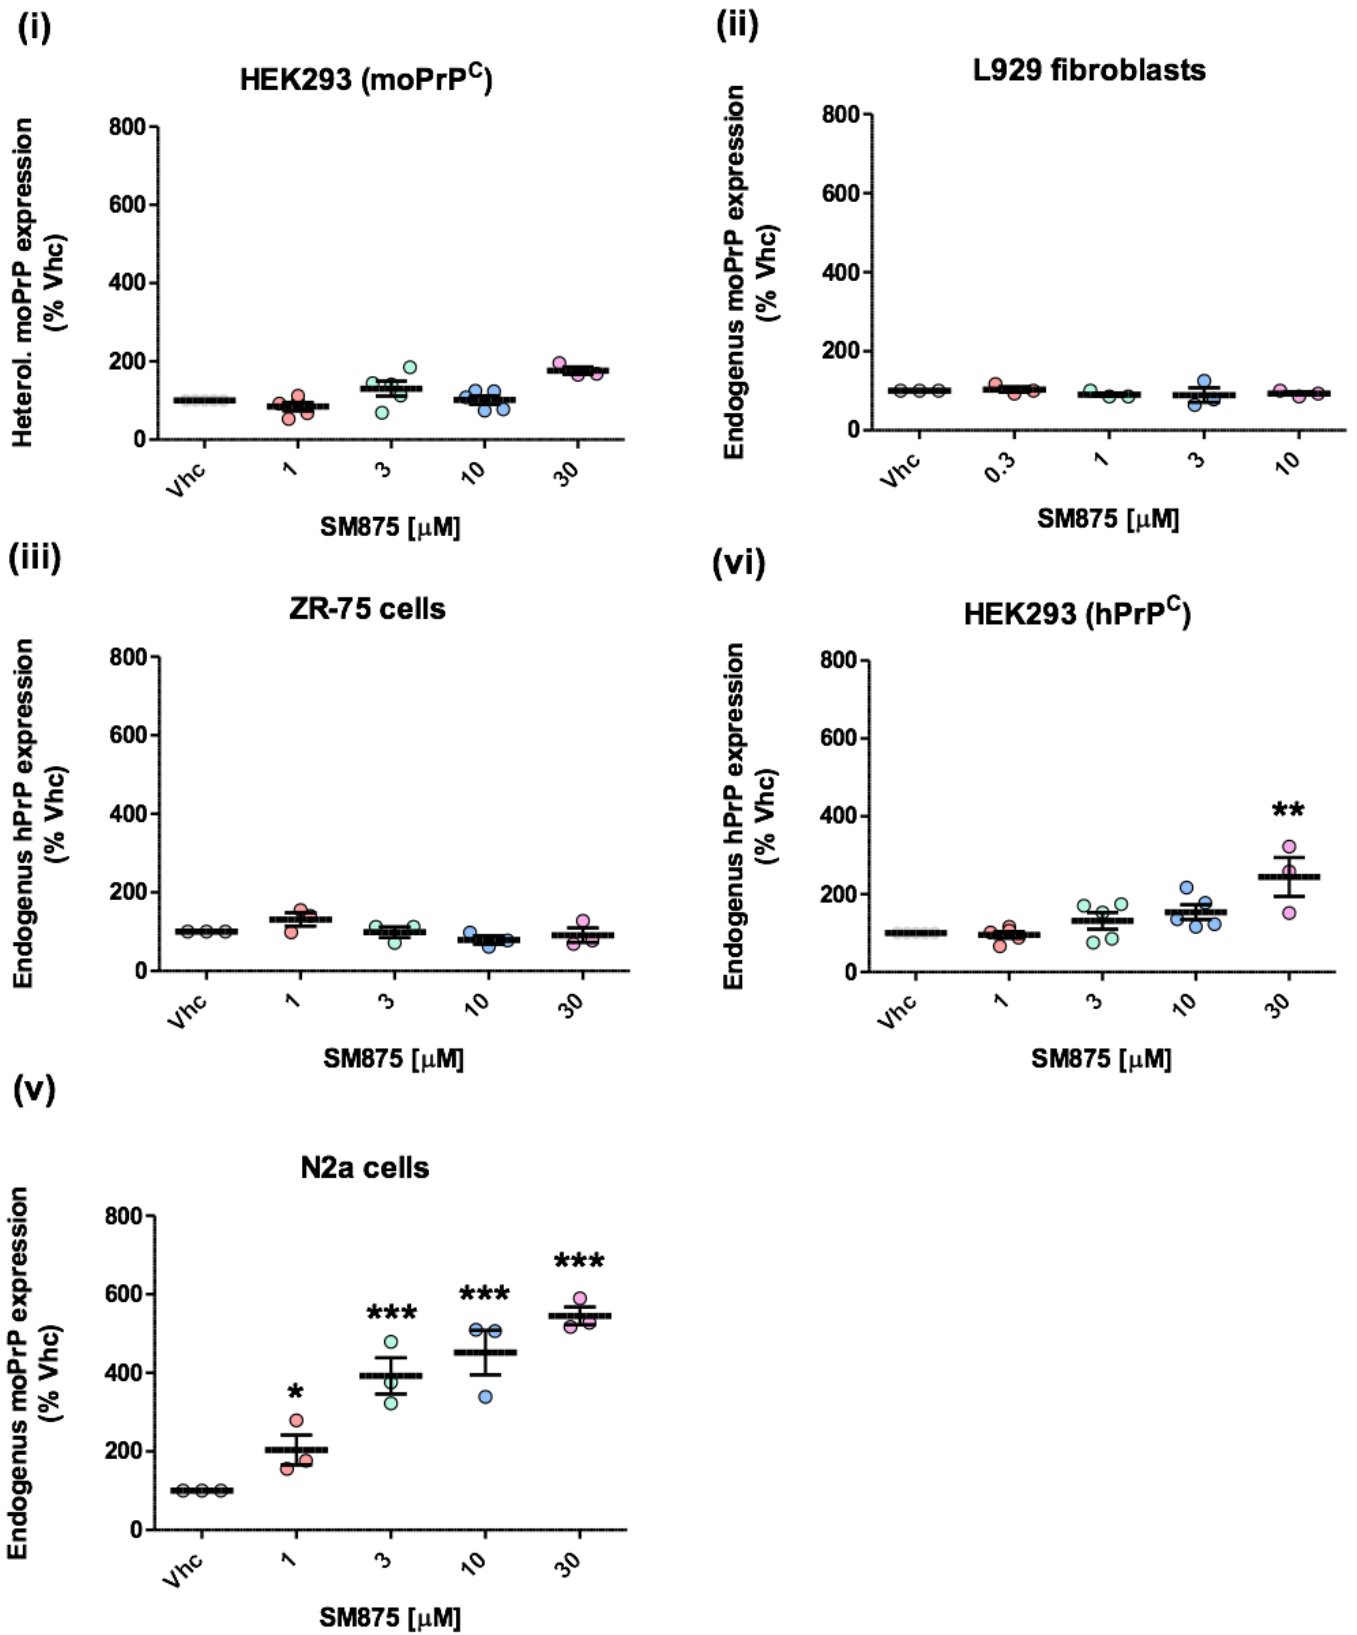 (i)
HEK293 (moPrPᶜ)
Heterol. moPrP expression
(% Vhc)
800
600
400
200
0
Vhc 1 3 10 30
SM875 [µM]
(ii)
L929 fibroblasts
Endogenus moPrP expression
(% Vhc)
800
600
400
200
0
Vhc 0.3 1 3 10
SM875 [µM]
(iii)
ZR-75 cells
Endogenus hPrP expression
(% Vhc)
800
600
400
200
0
Vhc 1 3 10 30
SM875 [µM]
(vi)
HEK293 (hPrPᶜ)
Endogenus hPrP expression
(% Vhc)
800
600
400
200
0
**
Vhc 1 3 10 30
SM875 [µM]
(v)
N2a cells
Endogenus moPrP expression
(% Vhc)
800
600
400
200
0
* *** *** ***
Vhc 1 3 10 30
SM875 [µM]